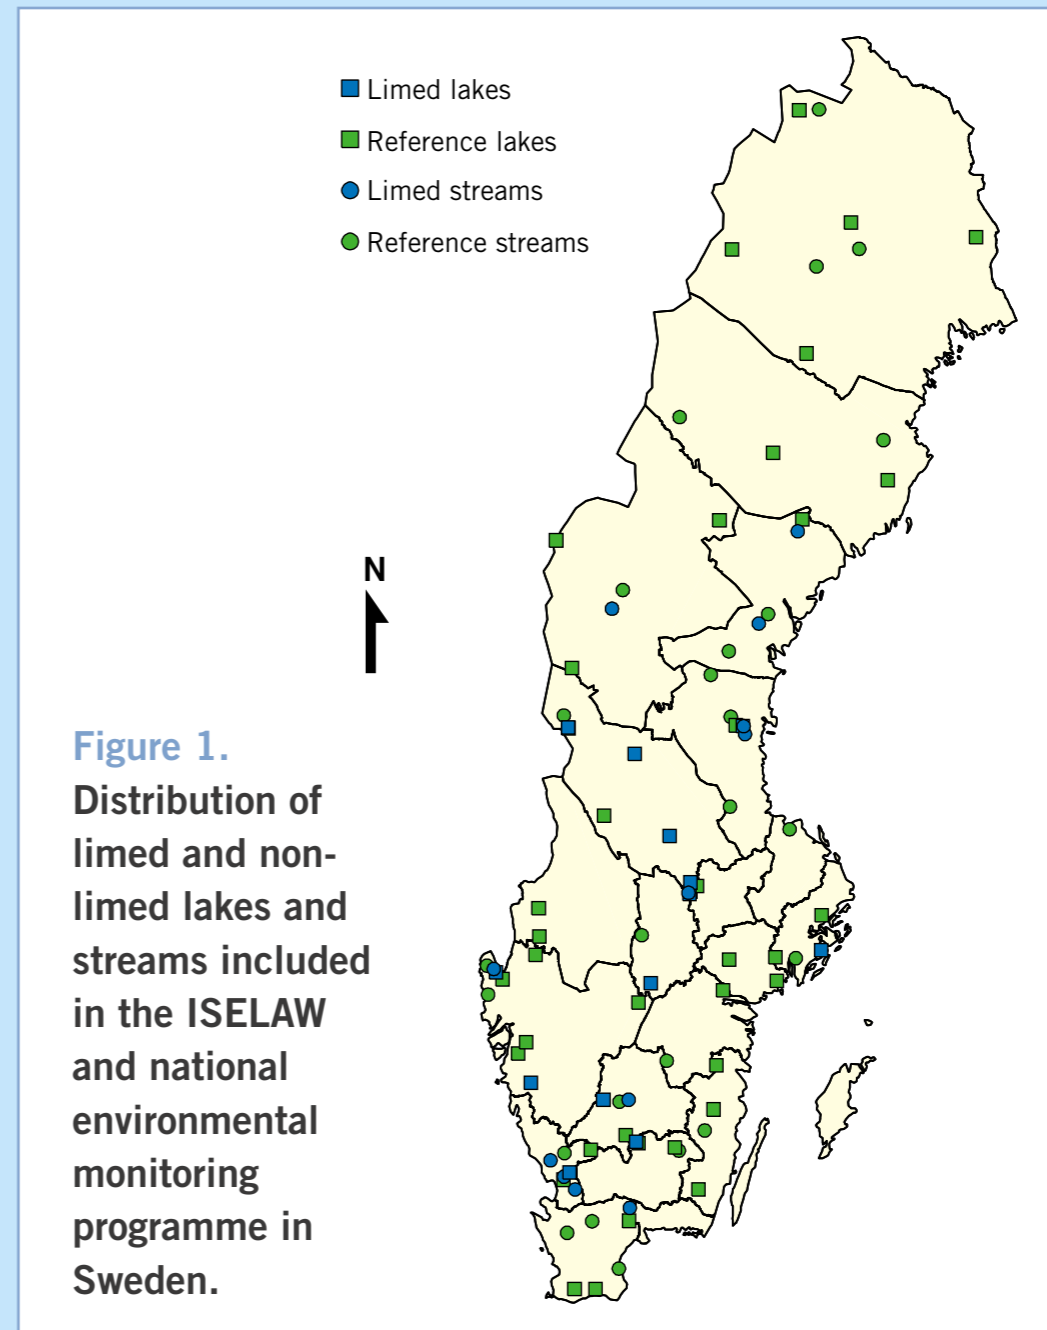 Limed lakes
Reference lakes
Limed streams
Reference streams
N
Figure 1.
Distribution of
limed and non-
limed lakes and
streams included
in the ISELAW
and national
environmental
monitoring
programme in
Sweden.